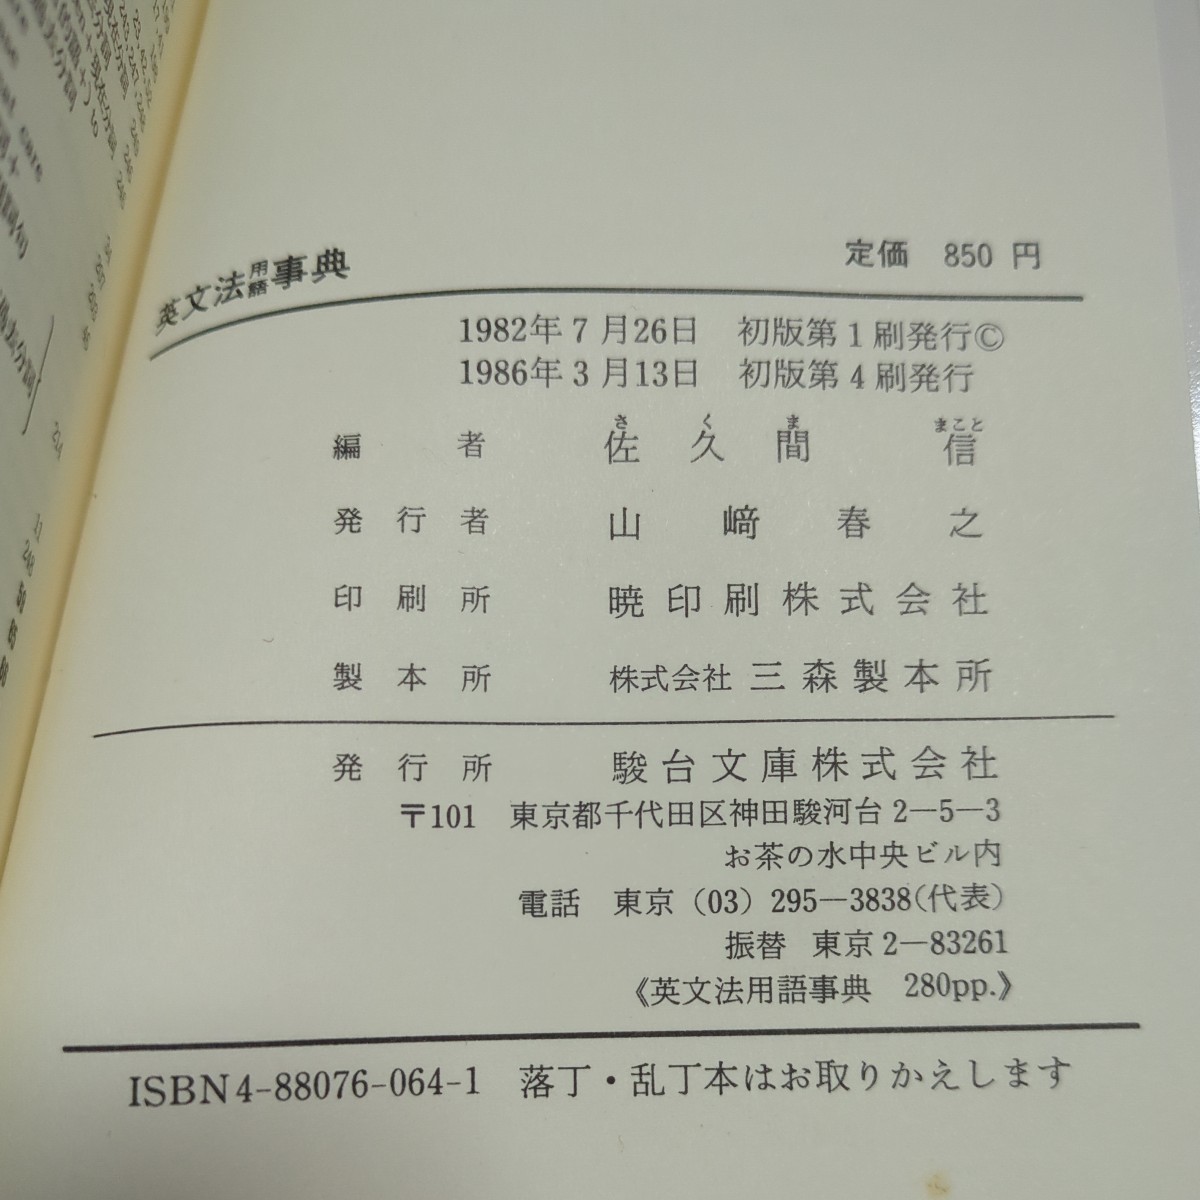 定価 850 円
英文法用語事典
1982年7月26日 初版第1刷発行©
1986年3月13日 初版第4刷発行
さくま まこと
編者 佐久間 信
発行者 山﨑春之
印刷所 暁印刷株式会社
製本所 株式会社 三森製本所
発行所 駿台文庫株式会社
〒101 東京都千代田区神田駿河台2―5―3
お茶の水中央ビル内
電話 東京 (03) 295―3838(代表)
振替 東京2―83261
《英文法用語事典 280pp.》
ISBN4-88076-064-1 落丁・乱丁本はお取りかえします